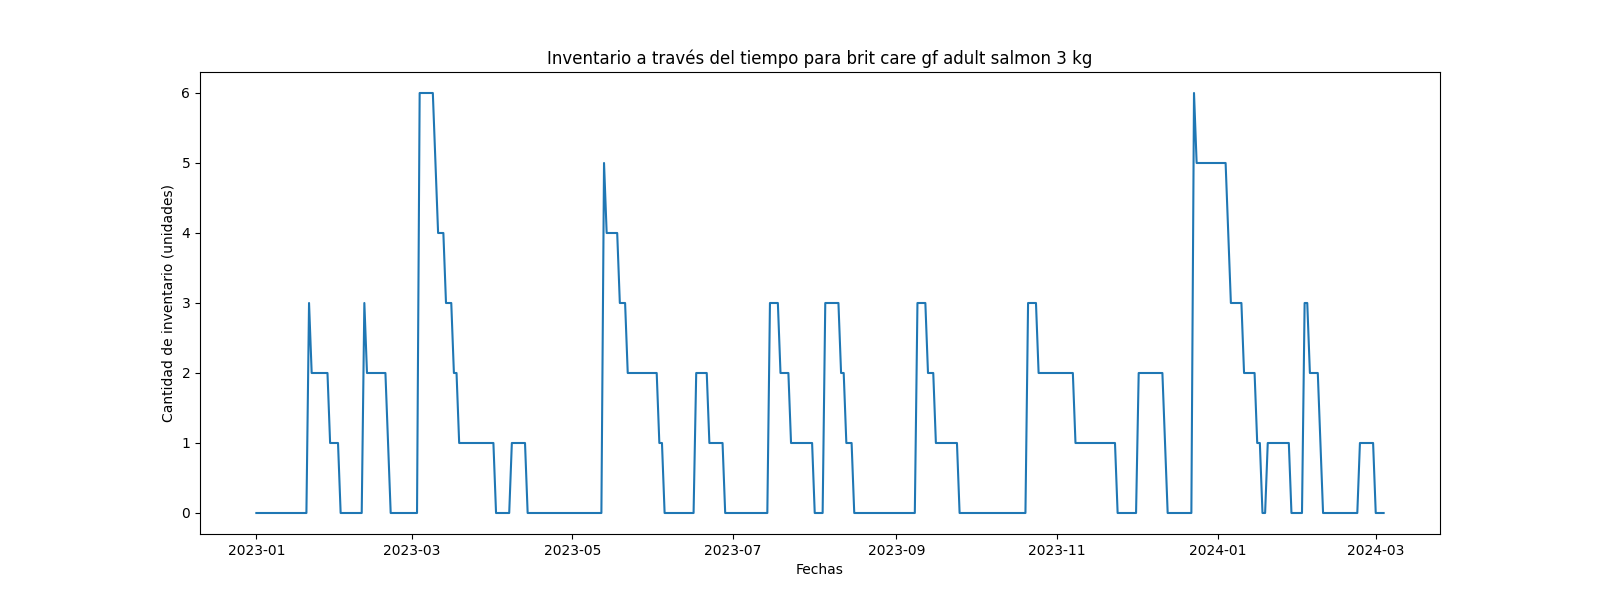 Inventario a través del tiempo para brit care gf adult salmon 3 kg
Cantidad de inventario (unidades)
6
5
4
3
2
1
0
2023-01 2023-03 2023-05 2023-07 2023-09 2023-11 2024-01 2024-03
Fechas